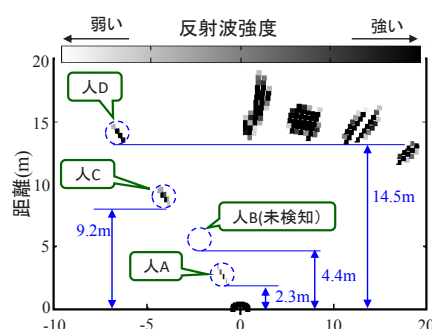 弱い 反射波強度 強い
20
人D
15
人C
14.5m
距離(m)
10
9.2m
人B(未検知)
5
人A
4.4m
2.3m
0
-10 -5 0 10 20